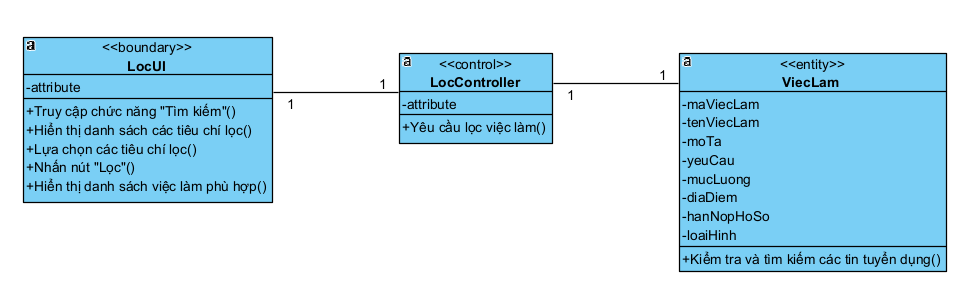 a
<<boundary>>
LocUI
-attribute
+Truy cập chức năng "Tìm kiếm"()
+Hiển thị danh sách các tiêu chí lọc()
+Lựa chọn các tiêu chí lọc()
+Nhấn nút "Lọc"()
+Hiển thị danh sách việc làm phù hợp()
1
1
a
<<control>>
LocController
-attribute
+Yêu cầu lọc việc làm()
1
1
a
<<entity>>
ViecLam
-maViecLam
-tenViecLam
-moTa
-yeuCau
-mucLuong
-diaDiem
-hanNopHoSo
-loaiHinh
+Kiểm tra và tìm kiếm các tin tuyển dụng()